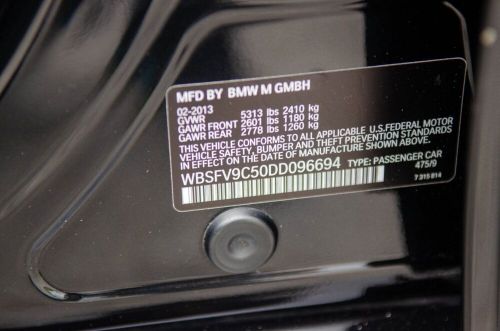 MFD BY BMW M GMBH
02-2013
GVWR 5313 lbs 2410 kg
GAWR FRONT 2601 lbs 1180 kg
GAWR REAR 2778 lbs 1260 kg
THIS VEHICLE CONFORMS TO ALL APPLICABLE U.S.FEDERAL MOTOR
VEHICLE SAFETY, BUMPER AND THEFT PREVENTION STANDARDS
IN EFFECT ON THE DATE OF MANUFACTURE SHOWN ABOVE.
WBSFV9C50DD096694 TYPE: PASSENGER CAR
475/9
7 315 814